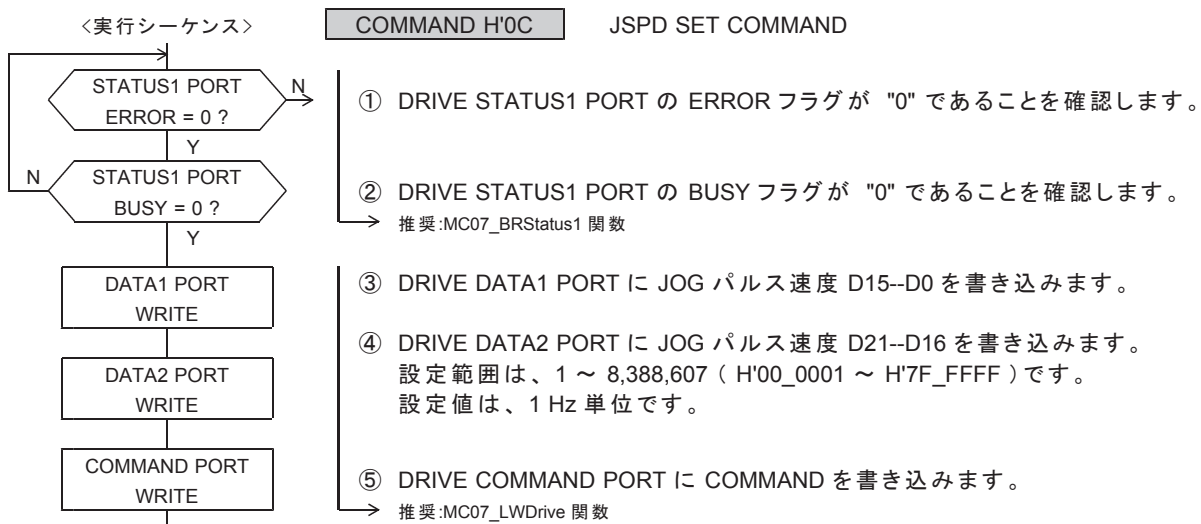 <実行シーケンス>
COMMAND H'0C
JSPD SET COMMAND
STATUS1 PORT
ERROR = 0 ?
N
Y
STATUS1 PORT
BUSY = 0 ?
N
Y
DATA1 PORT
WRITE
DATA2 PORT
WRITE
COMMAND PORT
WRITE
① DRIVE STATUS1 PORT の ERROR フラグが "0" であることを確認します。
② DRIVE STATUS1 PORT の BUSY フラグが "0" であることを確認します。
推奨:MC07_BRStatus1 関数
③ DRIVE DATA1 PORT に JOG パルス速度 D15--D0 を書き込みます。
④ DRIVE DATA2 PORT に JOG パルス速度 D21--D16 を書き込みます。
設定範囲は、1 ～ 8,388,607 ( H'00_0001 ～ H'7F_FFFF ) です。
設定値は、1 Hz 単位です。
⑤ DRIVE COMMAND PORT に COMMAND を書き込みます。
推奨:MC07_LWDrive 関数